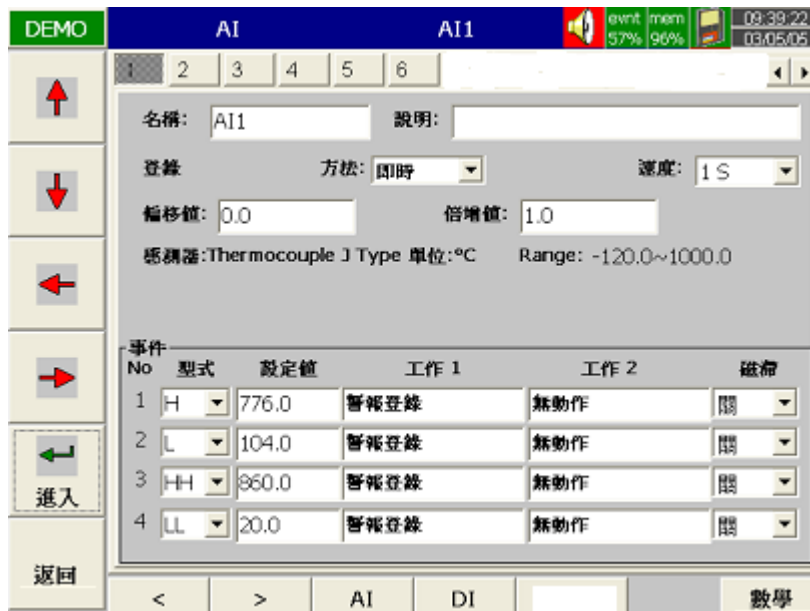 DEMO AI AI1 evnt mem 09:39:22
57% 96% 03/05/05
1 2 3 4 5 6
名稱: AI1 說明:
登錄 方法: 即時 速度: 1 S
偏移值: 0.0 倍增值: 1.0
感測器:Thermocouple J Type 單位:°C Range: -120.0~1000.0
事件
No 型式 設定值 工作 1 工作 2 磁滯
1 H 776.0 警報登錄 無動作 關
2 L 104.0 警報登錄 無動作 關
3 HH 860.0 警報登錄 無動作 關
4 LL 20.0 警報登錄 無動作 關
進入
返回
< > AI DI 數學